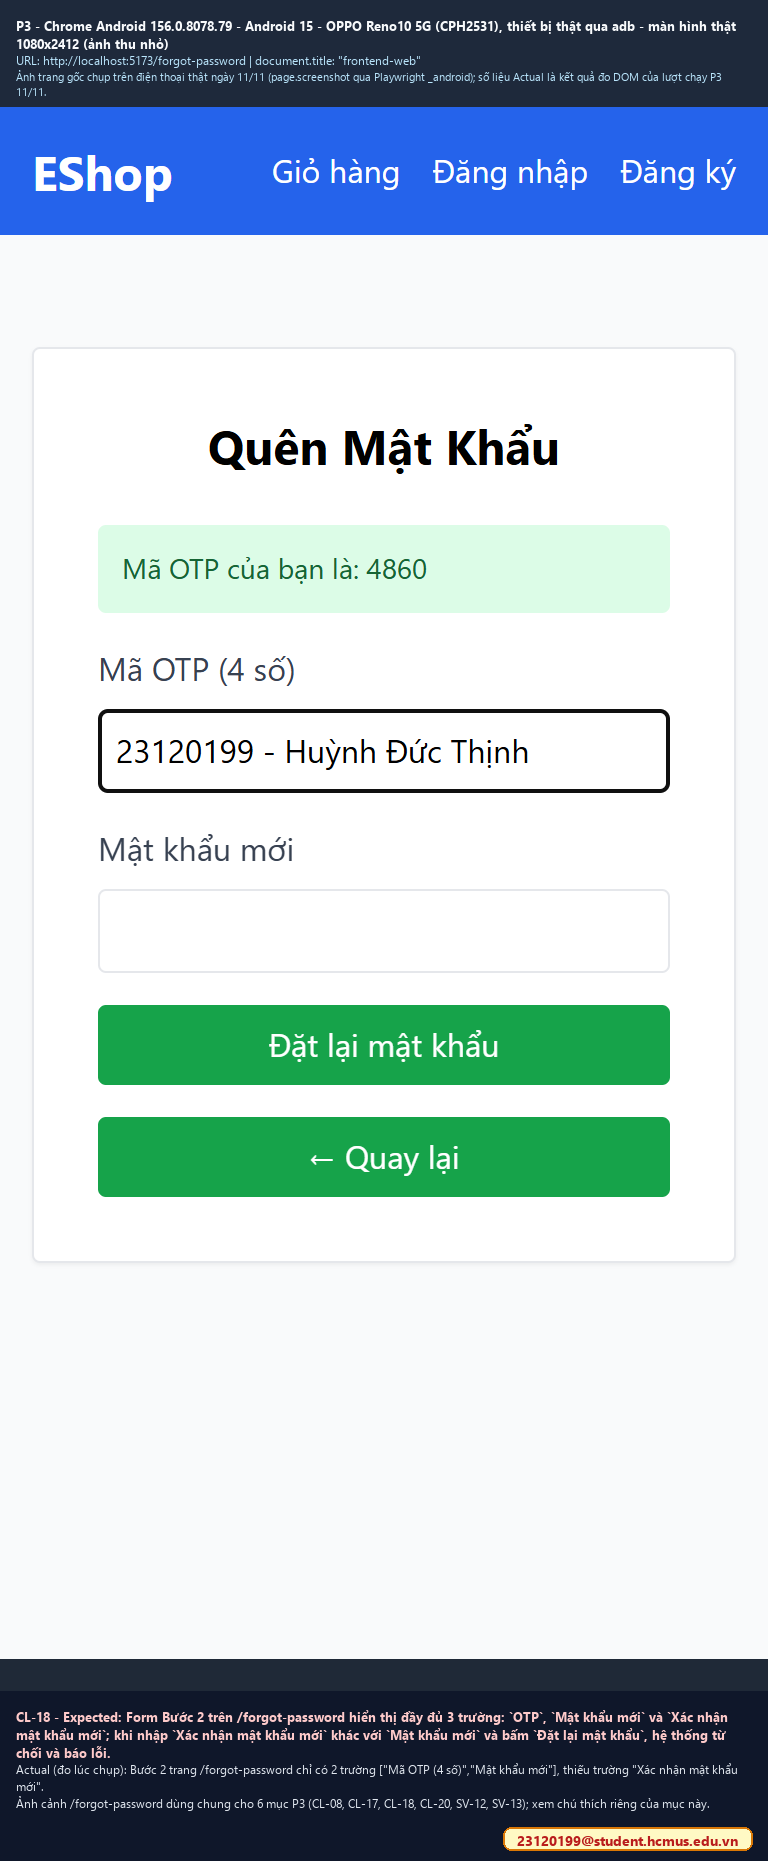 P3 - Chrome Android 156.0.8078.79 - Android 15 - OPPO Reno10 5G (CPH2531), thiết bị thật qua adb - màn hình thật
1080x2412 (ảnh thu nhỏ)
URL: http://localhost:5173/forgot-password | document.title: "frontend-web"
Ảnh trang gốc chụp trên điện thoại thật ngày 11/11 (page.screenshot qua Playwright _android); số liệu Actual là kết quả đo DOM của lượt chạy P3
11/11.
EShop
Giỏ hàng
Đăng nhập
Đăng ký
Quên Mật Khẩu
Mã OTP của bạn là: 4860
Mã OTP (4 số)
23120199 - Huỳnh Đức Thịnh
Mật khẩu mới
Đặt lại mật khẩu
← Quay lại
CL-18 - Expected: Form Bước 2 trên /forgot-password hiển thị đầy đủ 3 trường: `OTP`, `Mật khẩu mới` và `Xác nhận
mật khẩu mới`; khi nhập `Xác nhận mật khẩu mới` khác với `Mật khẩu mới` và bấm `Đặt lại mật khẩu`, hệ thống từ
chối và báo lỗi.
Actual (đo lúc chụp): Bước 2 trang /forgot-password chỉ có 2 trường ["Mã OTP (4 số)","Mật khẩu mới"], thiếu trường "Xác nhận mật khẩu
mới".
Ảnh cảnh /forgot-password dùng chung cho 6 mục P3 (CL-08, CL-17, CL-18, CL-20, SV-12, SV-13); xem chú thích riêng của mục này.
23120199@student.hcmus.edu.vn